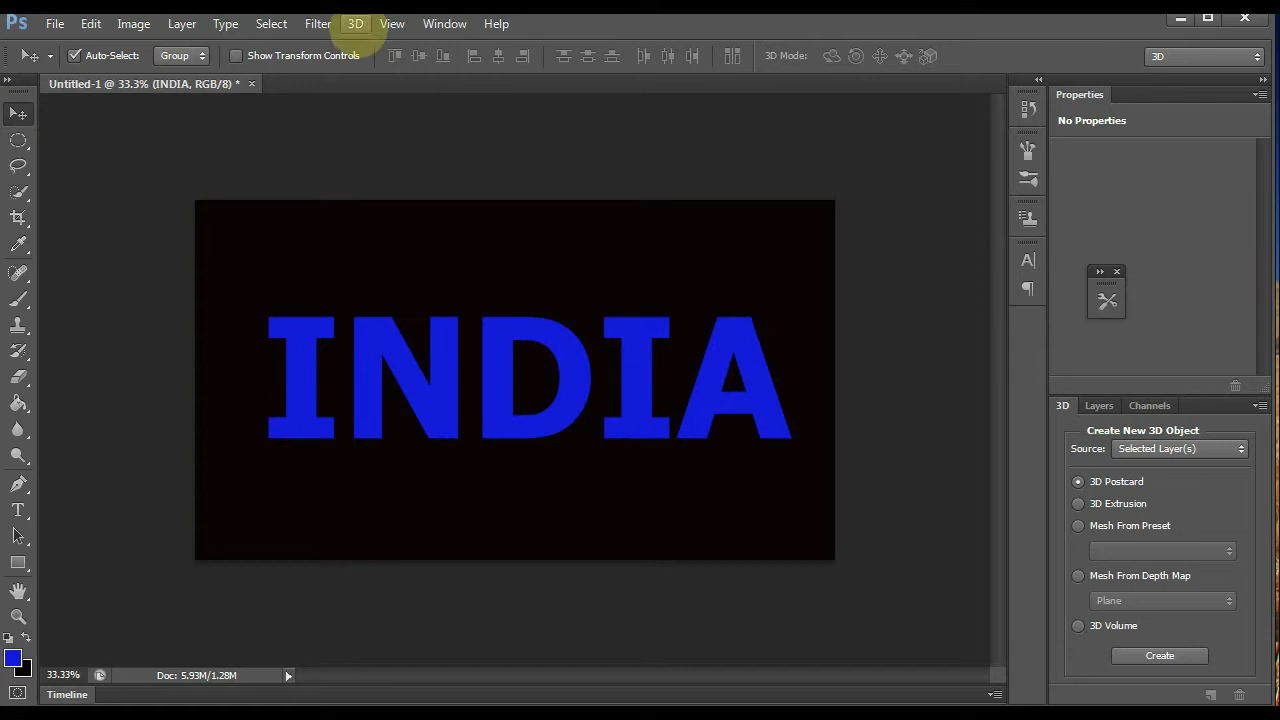 Ps File Edit Image Layer Type Select Filter 3D View Window Help
Auto-Select: Group Show Transform Controls 3D Mode: 3D
Untitled-1 @ 33.3% (INDIA, RGB/8) *
Properties
No Properties
INDIA
3D Layers Channels
Create New 3D Object
Source: Selected Layer(s)
3D Postcard
3D Extrusion
Mesh From Preset
Mesh From Depth Map
Plane
3D Volume
Create
33.33% Doc: 5.93M/1.28M
Timeline